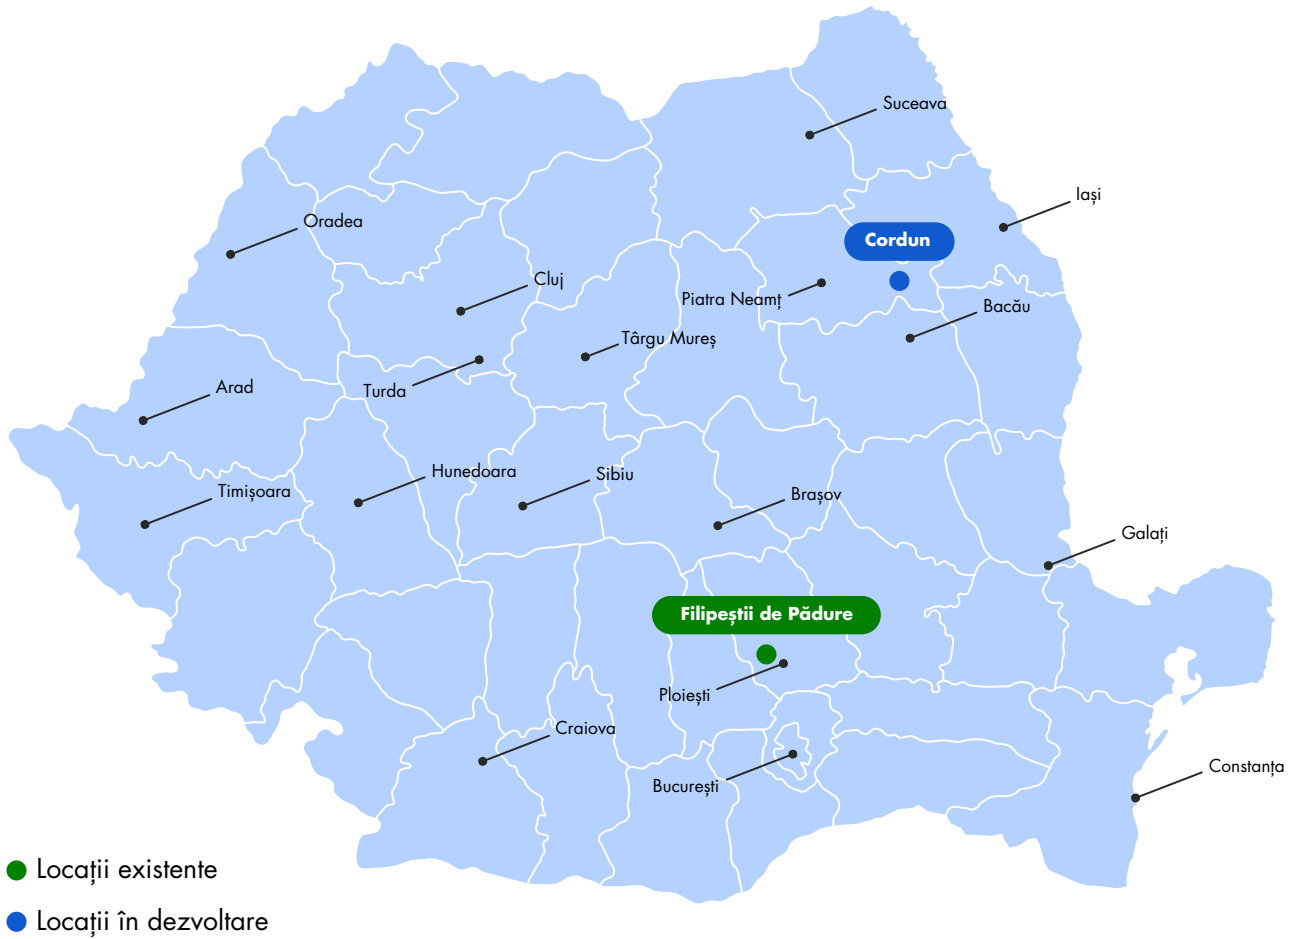 Suceava
Iași
Oradea
Cordun
Cluj
Piatra Neamț
Bacău
Târgu Mureș
Arad
Turda
Hunedoara
Sibiu
Timișoara
Brașov
Galați
Filipeștii de Pădure
Ploiești
Craiova
Constanța
București
Locații existente
Locații în dezvoltare